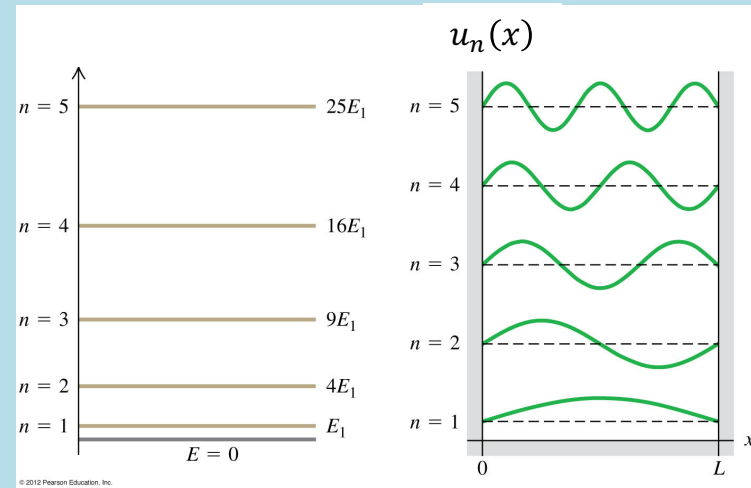 uₙ(x)
n = 5
25E₁
n = 4
16E₁
n = 3
9E₁
n = 2
4E₁
n = 1
E₁
E = 0
n = 5
n = 4
n = 3
n = 2
n = 1
x
0
L
© 2012 Pearson Education, Inc.